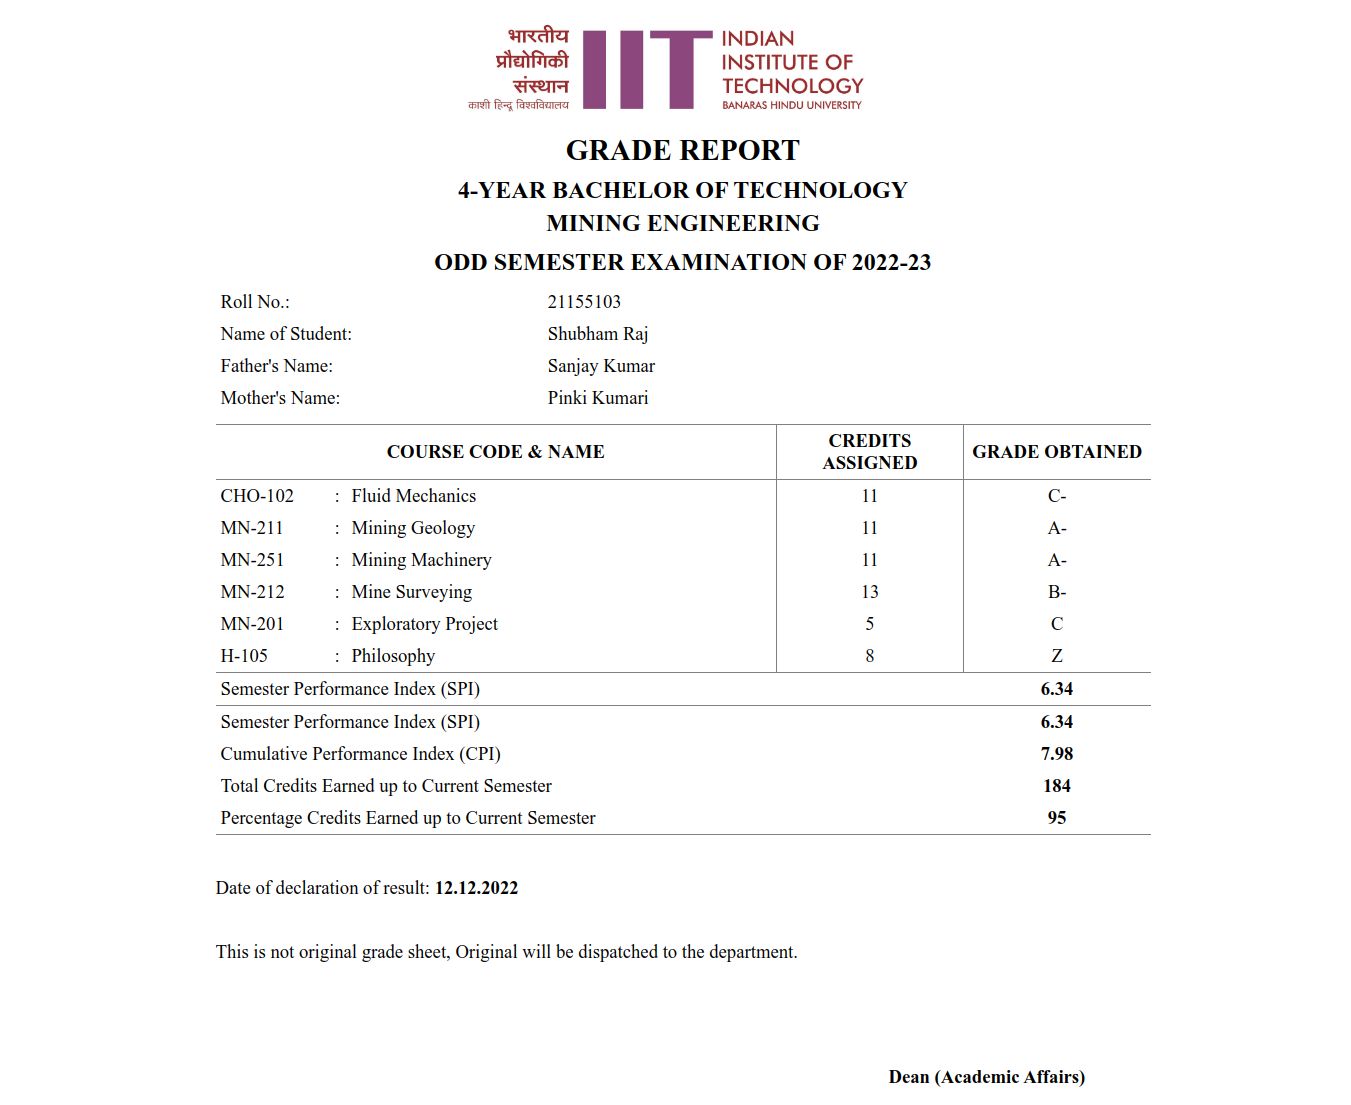 भारतीय
प्रौद्योगिकी
संस्थान
काशी हिन्दू विश्वविद्यालय
IIT
INDIAN
INSTITUTE OF
TECHNOLOGY
BANARAS HINDU UNIVERSITY
GRADE REPORT
4-YEAR BACHELOR OF TECHNOLOGY
MINING ENGINEERING
ODD SEMESTER EXAMINATION OF 2022-23
Roll No.: 21155103
Name of Student: Shubham Raj
Father's Name: Sanjay Kumar
Mother's Name: Pinki Kumari
COURSE CODE & NAME CREDITS ASSIGNED GRADE OBTAINED
CHO-102 : Fluid Mechanics 11 C-
MN-211 : Mining Geology 11 A-
MN-251 : Mining Machinery 11 A-
MN-212 : Mine Surveying 13 B-
MN-201 : Exploratory Project 5 C
H-105 : Philosophy 8 Z
Semester Performance Index (SPI) 6.34
Semester Performance Index (SPI) 6.34
Cumulative Performance Index (CPI) 7.98
Total Credits Earned up to Current Semester 184
Percentage Credits Earned up to Current Semester 95
Date of declaration of result: 12.12.2022
This is not original grade sheet, Original will be dispatched to the department.
Dean (Academic Affairs)